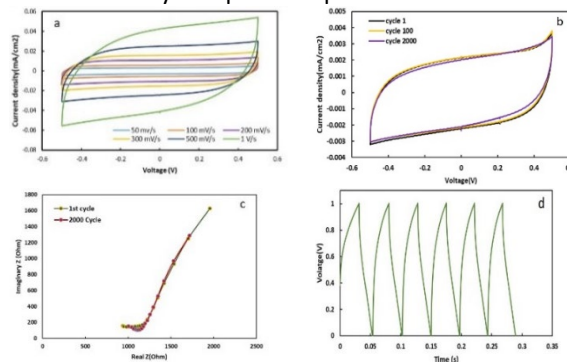 a
Current density(mA/cm2)
0.06
0.04
0.02
0
-0.02
-0.04
-0.06
-0.08
50 mv/s 100 mV/s 200 mV/s
300 mV/s 500 mV/s 1 V/s
-0.6 -0.4 -0.2 0 0.2 0.4 0.6
Voltage (V)
b
cycle 1
cycle 100
cycle 2000
Current density(mA/cm2)
0.005
0.004
0.003
0.002
0.001
0
-0.001
-0.002
-0.003
-0.004
-0.6 -0.4 -0.2 0 0.2 0.4 0.6
Voltage(V)
c
1st cycle
2000 Cycle
Imaginary Z (Ohm)
1800
1600
1400
1200
1000
800
600
400
200
0
0 500 1000 1500 2000 2500
Real Z(Ohm)
d
Violatge(V)
1
0.8
0.6
0.4
0.2
0
0 0.05 0.1 0.15 0.2 0.25 0.3 0.35
Time (s)